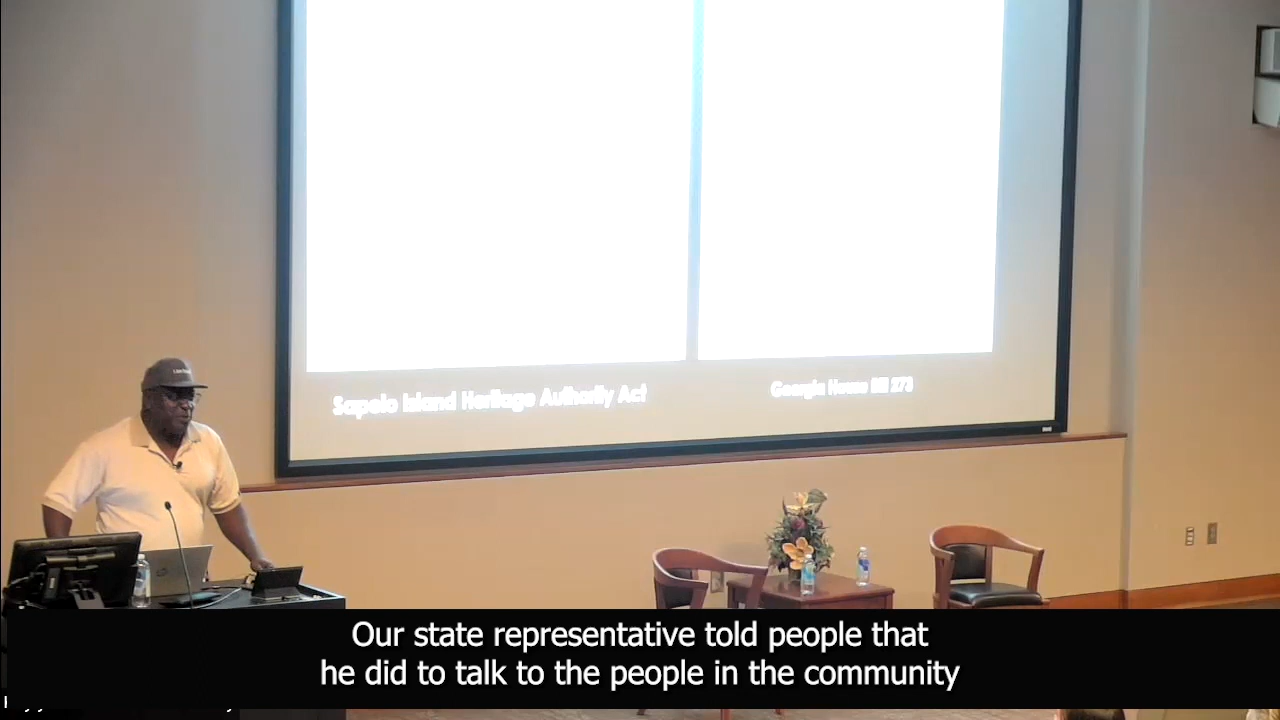 Sapelo Island Heritage Authority Act
Georgia House Bill 273
Our state representative told people that
he did to talk to the people in the community